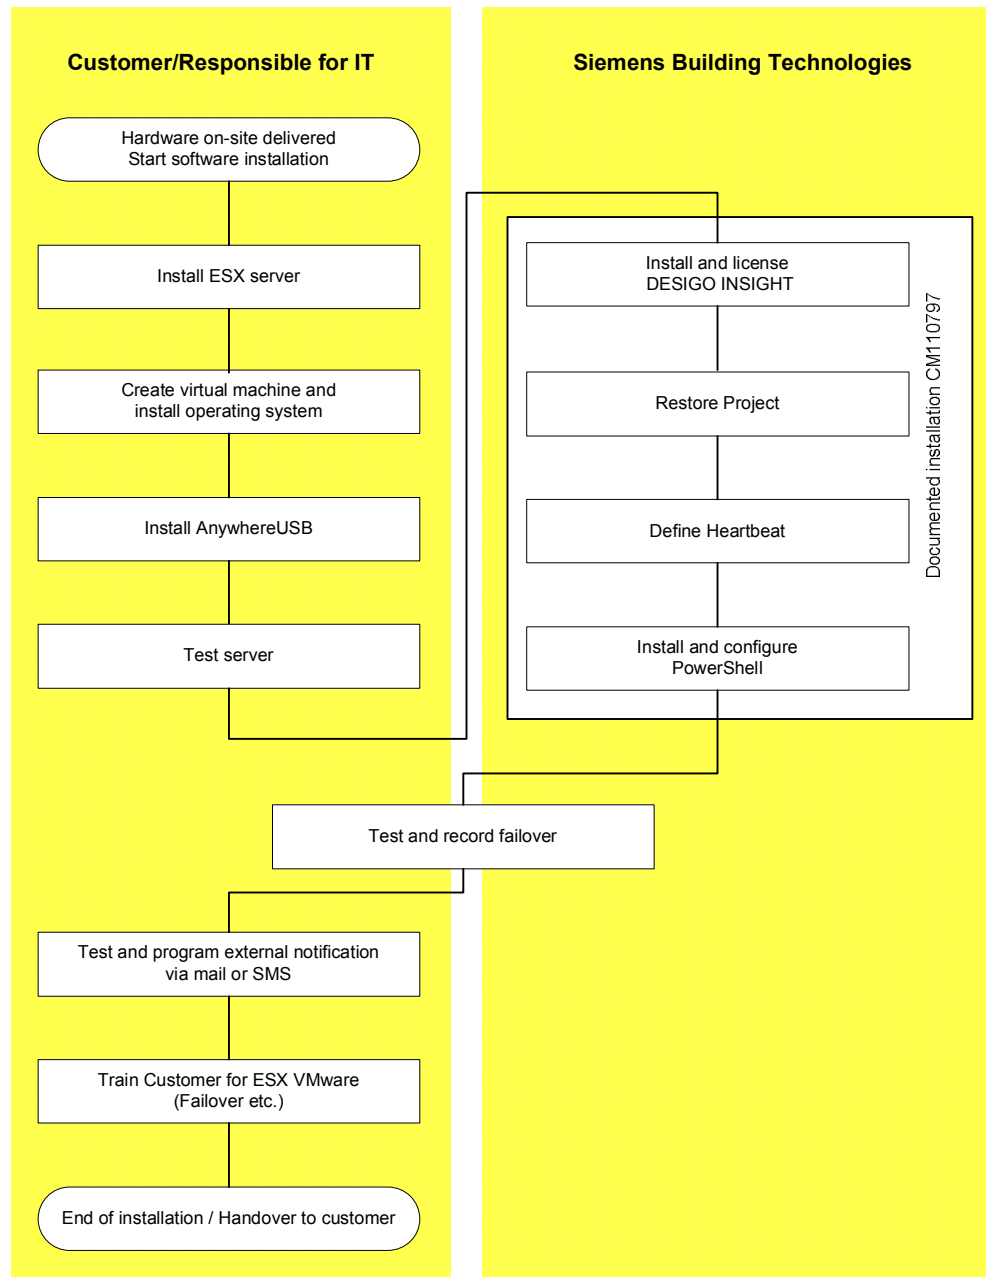 Customer/Responsible for IT
Siemens Building Technologies
Hardware on-site delivered
Start software installation
Install ESX server
Create virtual machine and
install operating system
Install AnywhereUSB
Test server
Install and license
DESIGO INSIGHT
Restore Project
Define Heartbeat
Install and configure
PowerShell
Documented installation CM110797
Test and record failover
Test and program external notification
via mail or SMS
Train Customer for ESX VMware
(Failover etc.)
End of installation / Handover to customer